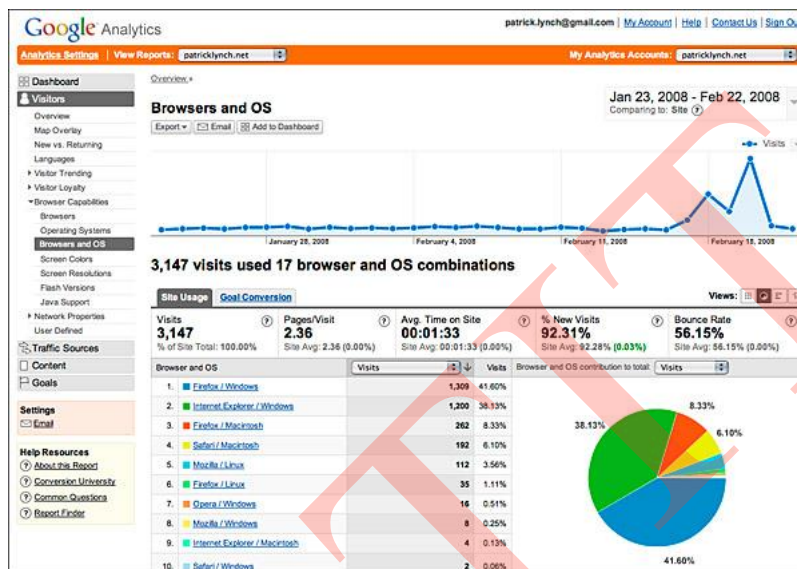 Google Analytics
patrick.lynch@gmail.com | My Account | Help | Contact Us | Sign Ou
Analytics Settings | View Reports: patricklynch.net
My Analytics Accounts: patricklynch.net
Dashboard
Visitors
Overview
Map Overlay
New vs. Returning
Languages
Visitor Trending
Visitor Loyalty
Browser Capabilities
Browsers
Operating Systems
Browsers and OS
Screen Colors
Screen Resolutions
Flash Versions
Java Support
Network Properties
User Defined
Traffic Sources
Content
Goals
Settings
Email
Help Resources
About this Report
Conversion University
Common Questions
Report Finder
Overview »
Browsers and OS
Jan 23, 2008 - Feb 22, 2008
Comparing to: Site
Export Email Add to Dashboard
Visits
January 28, 2008 February 4, 2008 February 11, 2008 February 18, 2008
3,147 visits used 17 browser and OS combinations
Site Usage Goal Conversion
Views:
Visits
3,147
% of Site Total: 100.00%
Pages/Visit
2.36
Site Avg: 2.36 (0.00%)
Avg. Time on Site
00:01:33
Site Avg: 00:01:33 (0.00%)
% New Visits
92.31%
Site Avg: 92.28% (0.03%)
Bounce Rate
56.15%
Site Avg: 56.15% (0.00%)
Browser and OS Visits Visits Browser and OS contribution to total: Visits
1. Firefox / Windows 1,309 41.60%
2. Internet Explorer / Windows 1,200 38.13%
3. Firefox / Macintosh 262 8.33%
4. Safari / Macintosh 192 6.10%
5. Mozilla / Linux 112 3.56%
6. Firefox / Linux 35 1.11%
7. Opera / Windows 16 0.51%
8. Mozilla / Windows 8 0.25%
9. Internet Explorer / Macintosh 4 0.13%
10. Safari / Windows 2 0.06%
8.33%
38.13%
6.10%
41.60%